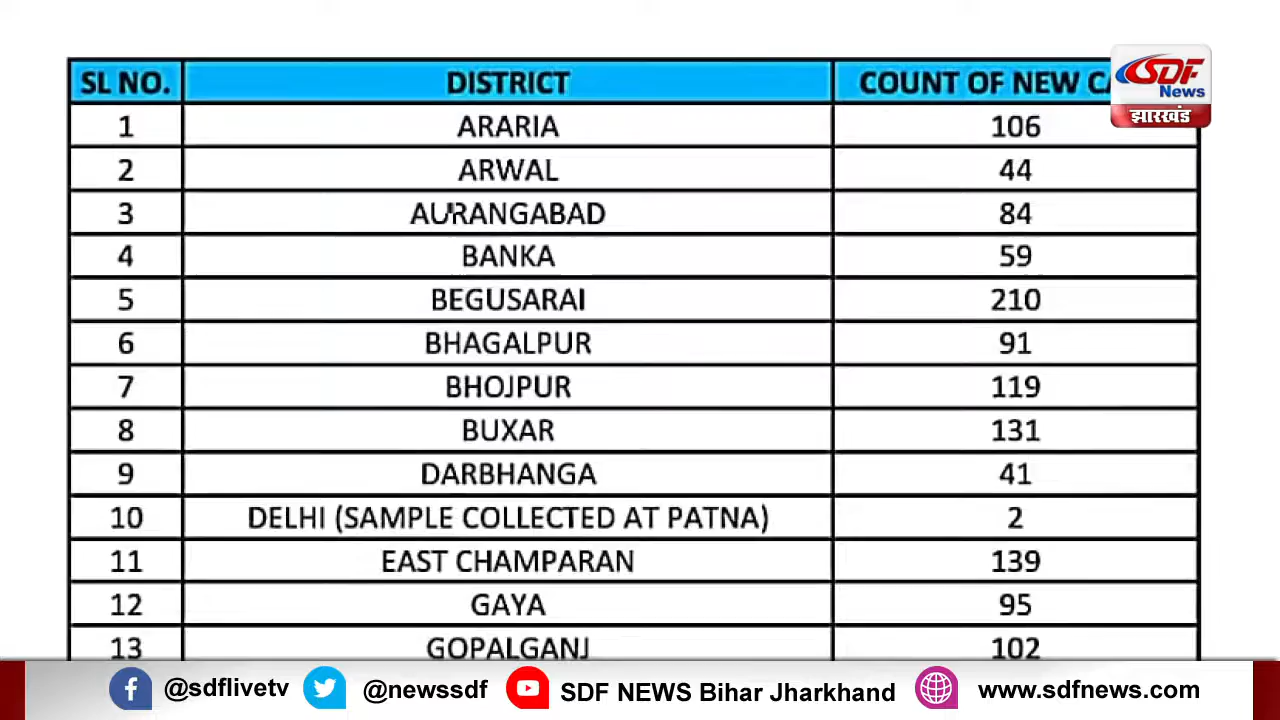 SL NO. DISTRICT COUNT OF NEW CA
SDF
News
झारखंड
1 ARARIA 106
2 ARWAL 44
3 AURANGABAD 84
4 BANKA 59
5 BEGUSARAI 210
6 BHAGALPUR 91
7 BHOJPUR 119
8 BUXAR 131
9 DARBHANGA 41
10 DELHI (SAMPLE COLLECTED AT PATNA) 2
11 EAST CHAMPARAN 139
12 GAYA 95
13 GOPALGANJ 102
@sdflivetv @newssdf SDF NEWS Bihar Jharkhand www.sdfnews.com